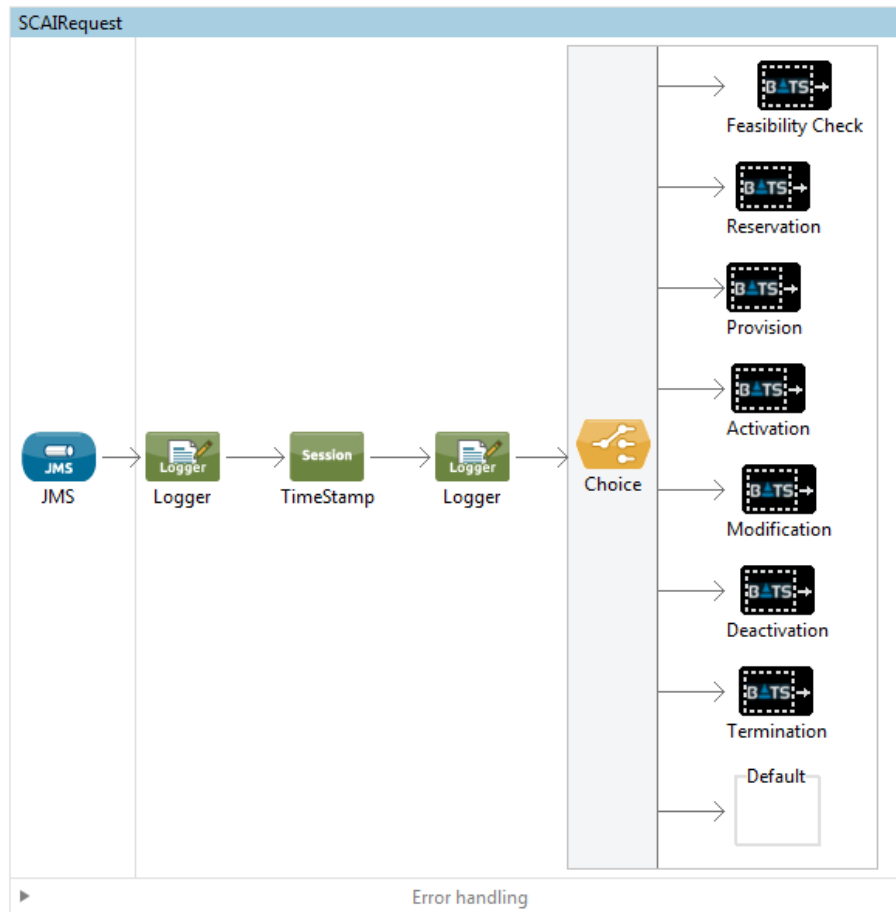 SCAIRequest
BATS
Feasibility Check
BATS
Reservation
BATS
Provision
BATS
Activation
JMS
JMS
Logger
Logger
Session
TimeStamp
Logger
Logger
Choice
BATS
Modification
BATS
Deactivation
BATS
Termination
Default
Error handling